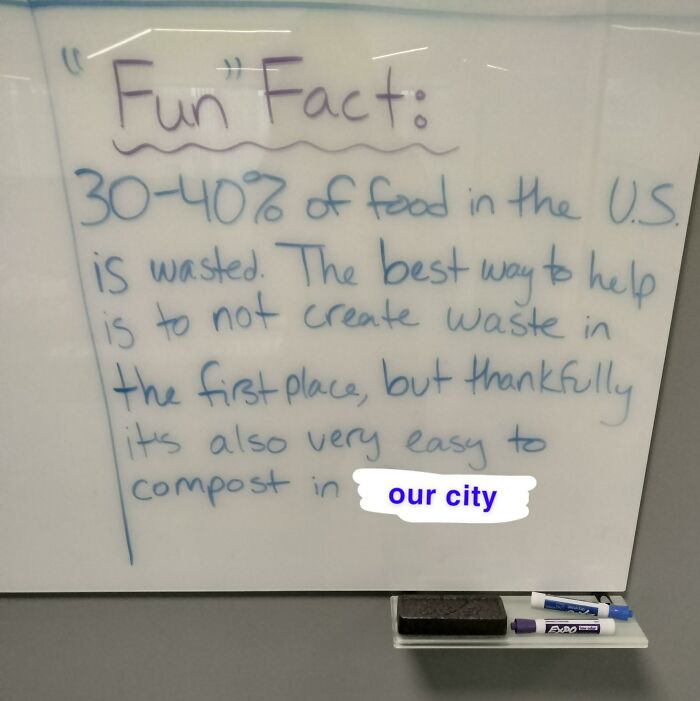 "Fun" Fact:
30-40% of food in the U.S.
is wasted. The best way to help
is to not create waste in
the first place, but thankfully
it's also very easy to
compost in our city
EXPO